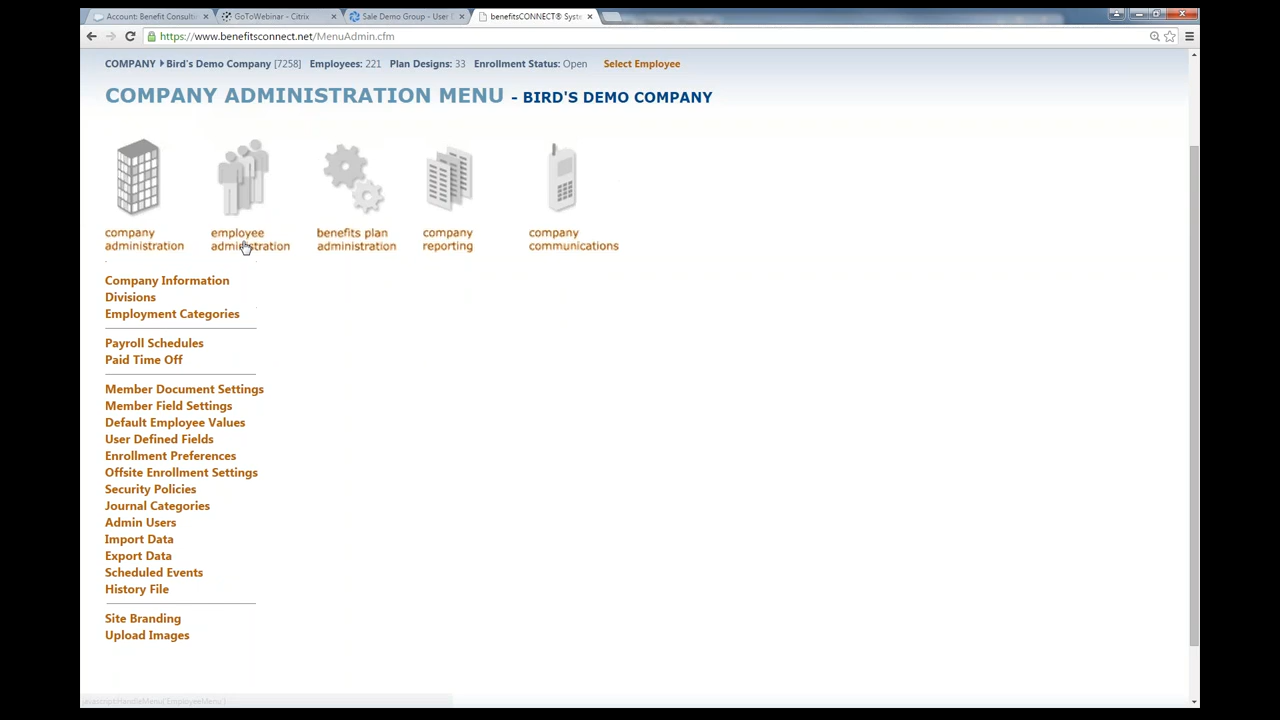 Account: Benefit Consulti
GoToWebinar - Citrix
Sale Demo Group - User
benefitsCONNECT® Syst
https://www.benefitsconnect.net/MenuAdmin.cfm
COMPANY Bird's Demo Company [7258] Employees: 221 Plan Designs: 33 Enrollment Status: Open Select Employee
COMPANY ADMINISTRATION MENU - BIRD'S DEMO COMPANY
company administration
employee administration
benefits plan administration
company reporting
company communications
Company Information
Divisions
Employment Categories
Payroll Schedules
Paid Time Off
Member Document Settings
Member Field Settings
Default Employee Values
User Defined Fields
Enrollment Preferences
Offsite Enrollment Settings
Security Policies
Journal Categories
Admin Users
Import Data
Export Data
Scheduled Events
History File
Site Branding
Upload Images